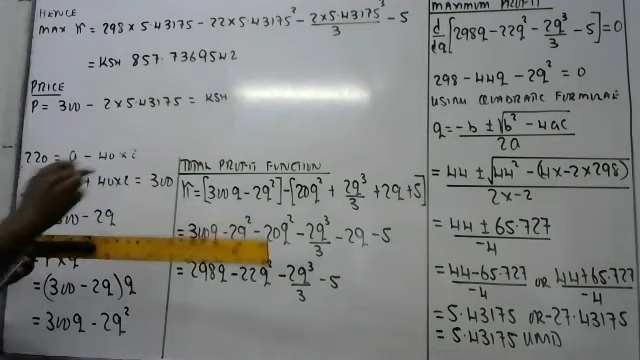 HENCE
MAX π = 298 × 5.43175 - 22 × 5.43175² - 2 × 5.43175³/3 - 5
= KSH 857.7369542
PRICE
P = 300 - 2 × 5.43175 = KSH
220 = a - 40 × 2
+ 40 × 2 = 300
300 - 2q
= P × q
= (300 - 2q)q
= 300q - 2q²
TOTAL PROFIT FUNCTION
π = [300q - 2q²] - [20q² + 2q³/3 + 2q + 5]
= 300q - 2q² - 20q² - 2q³/3 - 2q - 5
= 298q - 22q² - 2q³/3 - 5
MAXIMUM PROFIT
d/dq [298q - 22q² - 2q³/3 - 5] = 0
298 - 44q - 2q² = 0
USING QUADRATIC FORMULAE
q = -b ± √b² - 4ac / 2a
= 44 ± √44² - (4 × -2 × 298) / 2 × -2
= 44 ± 65.727 / -4
= 44 - 65.727 / -4 OR 44 + 65.727 / -4
= 5.43175 OR -27.43175
= 5.43175 UNITS